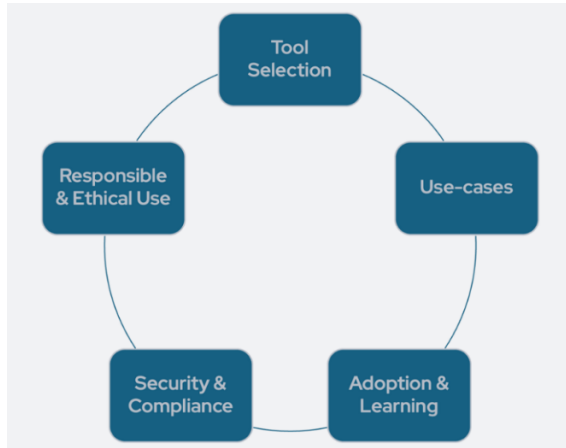 Tool
Selection
Use-cases
Adoption &
Learning
Security &
Compliance
Responsible
& Ethical Use